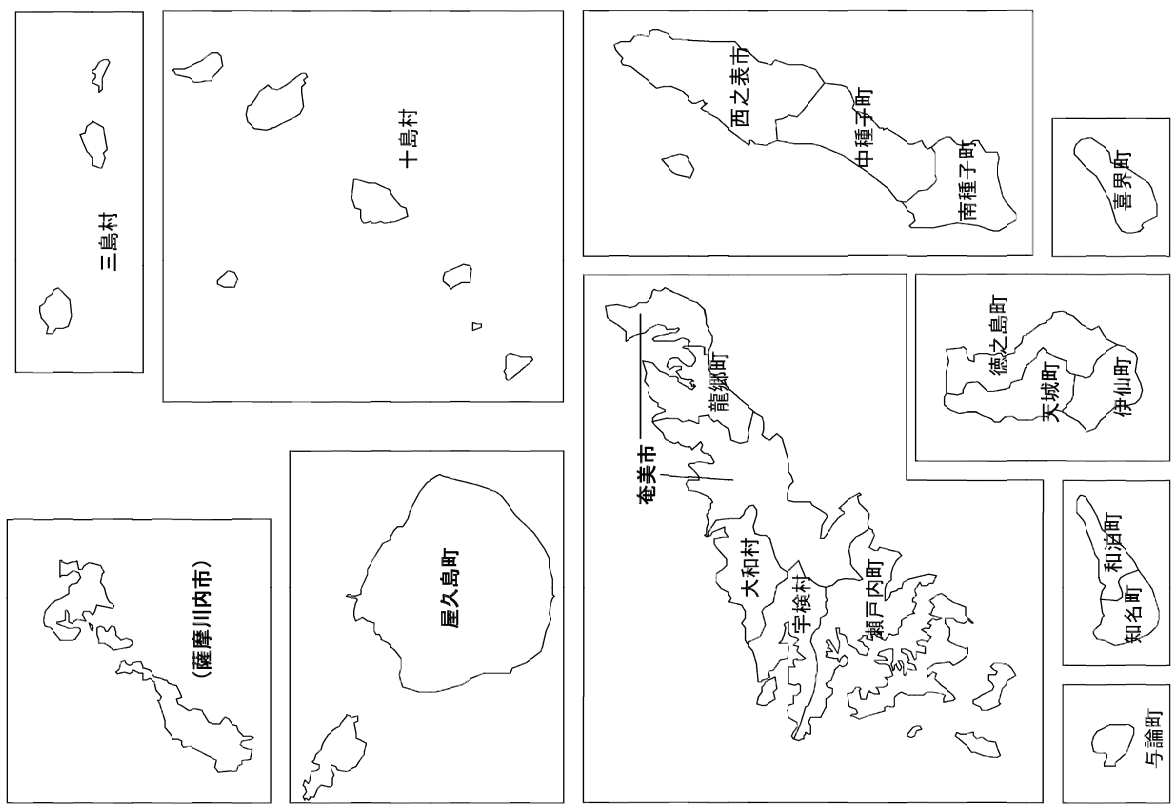 三島村
十島村
(薩摩川内市)
屋久島町
西之表市
中種子町
南種子町
奄美市
龍郷町
大和村
宇検村
瀬戸内町
喜界町
徳之島町
天城町
伊仙町
和泊町
知名町
与論町